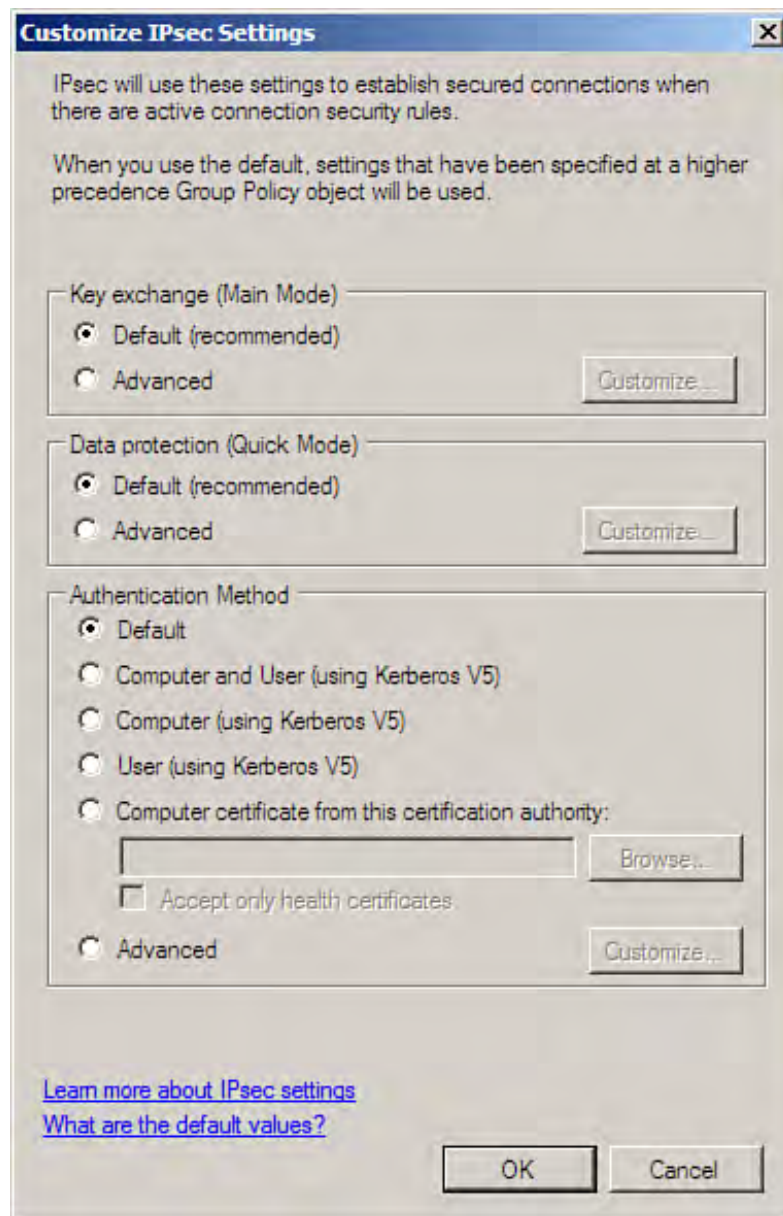 Customize IPsec Settings
IPsec will use these settings to establish secured connections when
there are active connection security rules.
When you use the default, settings that have been specified at a higher
precedence Group Policy object will be used.
Key exchange (Main Mode)
Default (recommended)
Advanced
Customize...
Data protection (Quick Mode)
Default (recommended)
Advanced
Customize...
Authentication Method
Default
Computer and User (using Kerberos V5)
Computer (using Kerberos V5)
User (using Kerberos V5)
Computer certificate from this certification authority:
Browse...
Accept only health certificates
Advanced
Customize...
Learn more about IPsec settings
What are the default values?
OK
Cancel